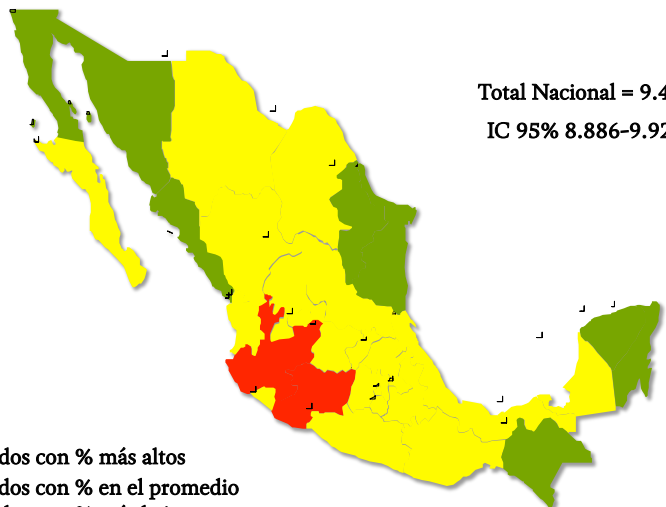 Total Nacional = 9.4
IC 95% 8.886-9.92
dos con % más altos
dos con % en el promedio